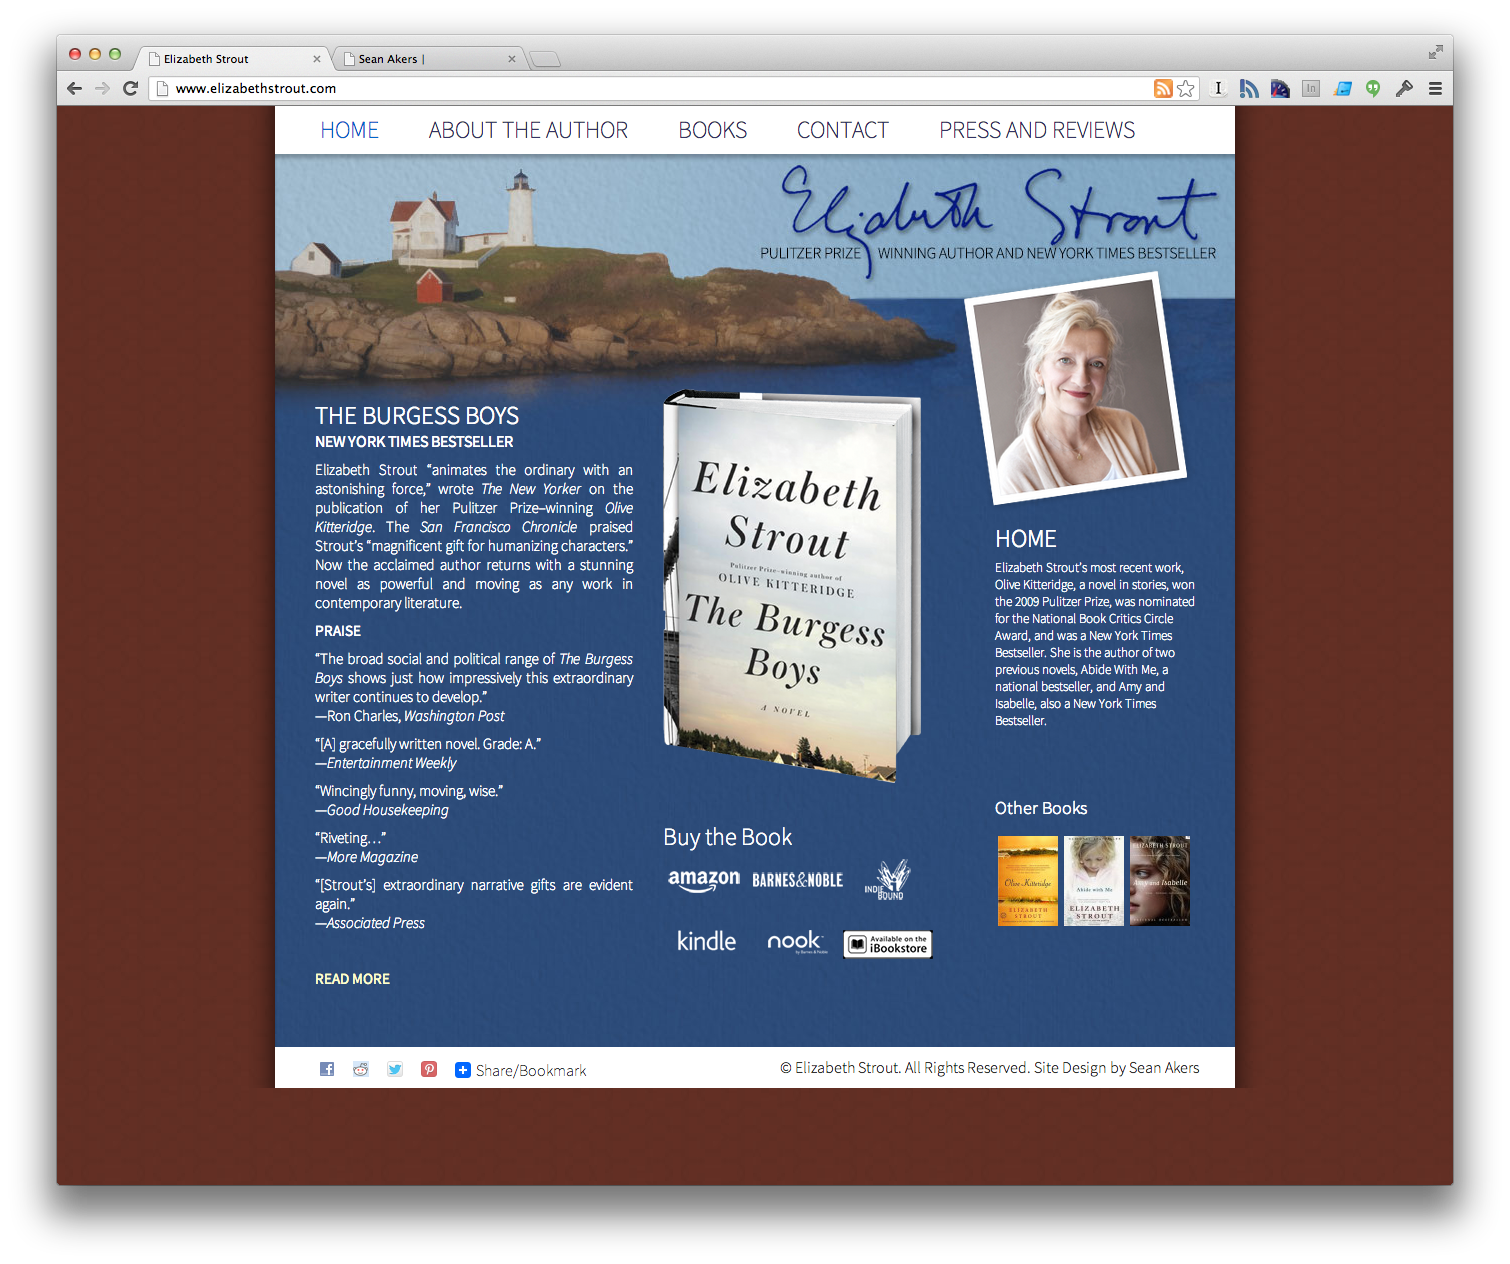 Elizabeth Strout
Sean Akers |
www.elizabethstrout.com
HOME
ABOUT THE AUTHOR
BOOKS
CONTACT
PRESS AND REVIEWS
Elizabeth Strout
PULITZER PRIZE WINNING AUTHOR AND NEW YORK TIMES BESTSELLER
THE BURGESS BOYS
NEW YORK TIMES BESTSELLER
Elizabeth Strout “animates the ordinary with an
astonishing force,” wrote The New Yorker on the
publication of her Pulitzer Prize–winning Olive
Kitteridge. The San Francisco Chronicle praised
Strout’s “magnificent gift for humanizing characters.”
Now the acclaimed author returns with a stunning
novel as powerful and moving as any work in
contemporary literature.
PRAISE
“The broad social and political range of The Burgess
Boys shows just how impressively this extraordinary
writer continues to develop.”
—Ron Charles, Washington Post
“[A] gracefully written novel. Grade: A.”
—Entertainment Weekly
“Wincingly funny, moving, wise.”
—Good Housekeeping
“Riveting…”
—More Magazine
“[Strout’s] extraordinary narrative gifts are evident
again.”
—Associated Press
READ MORE
Elizabeth
Strout
Pulitzer Prize–winning author of
OLIVE KITTERIDGE
The Burgess
Boys
A NOVEL
Buy the Book
amazon
BARNES&NOBLE
INDIE
BOUND
kindle
nook
by Barnes & Noble
Available on the
iBookstore
HOME
Elizabeth Strout’s most recent work,
Olive Kitteridge, a novel in stories, won
the 2009 Pulitzer Prize, was nominated
for the National Book Critics Circle
Award, and was a New York Times
Bestseller. She is the author of two
previous novels, Abide With Me, a
national bestseller, and Amy and
Isabelle, also a New York Times
Bestseller.
Other Books
Olive Kitteridge
ELIZABETH
STROUT
Abide with Me
ELIZABETH
STROUT
ELIZABETH STROUT
Amy and Isabelle
NATIONAL BESTSELLER
Share/Bookmark
© Elizabeth Strout. All Rights Reserved. Site Design by Sean Akers